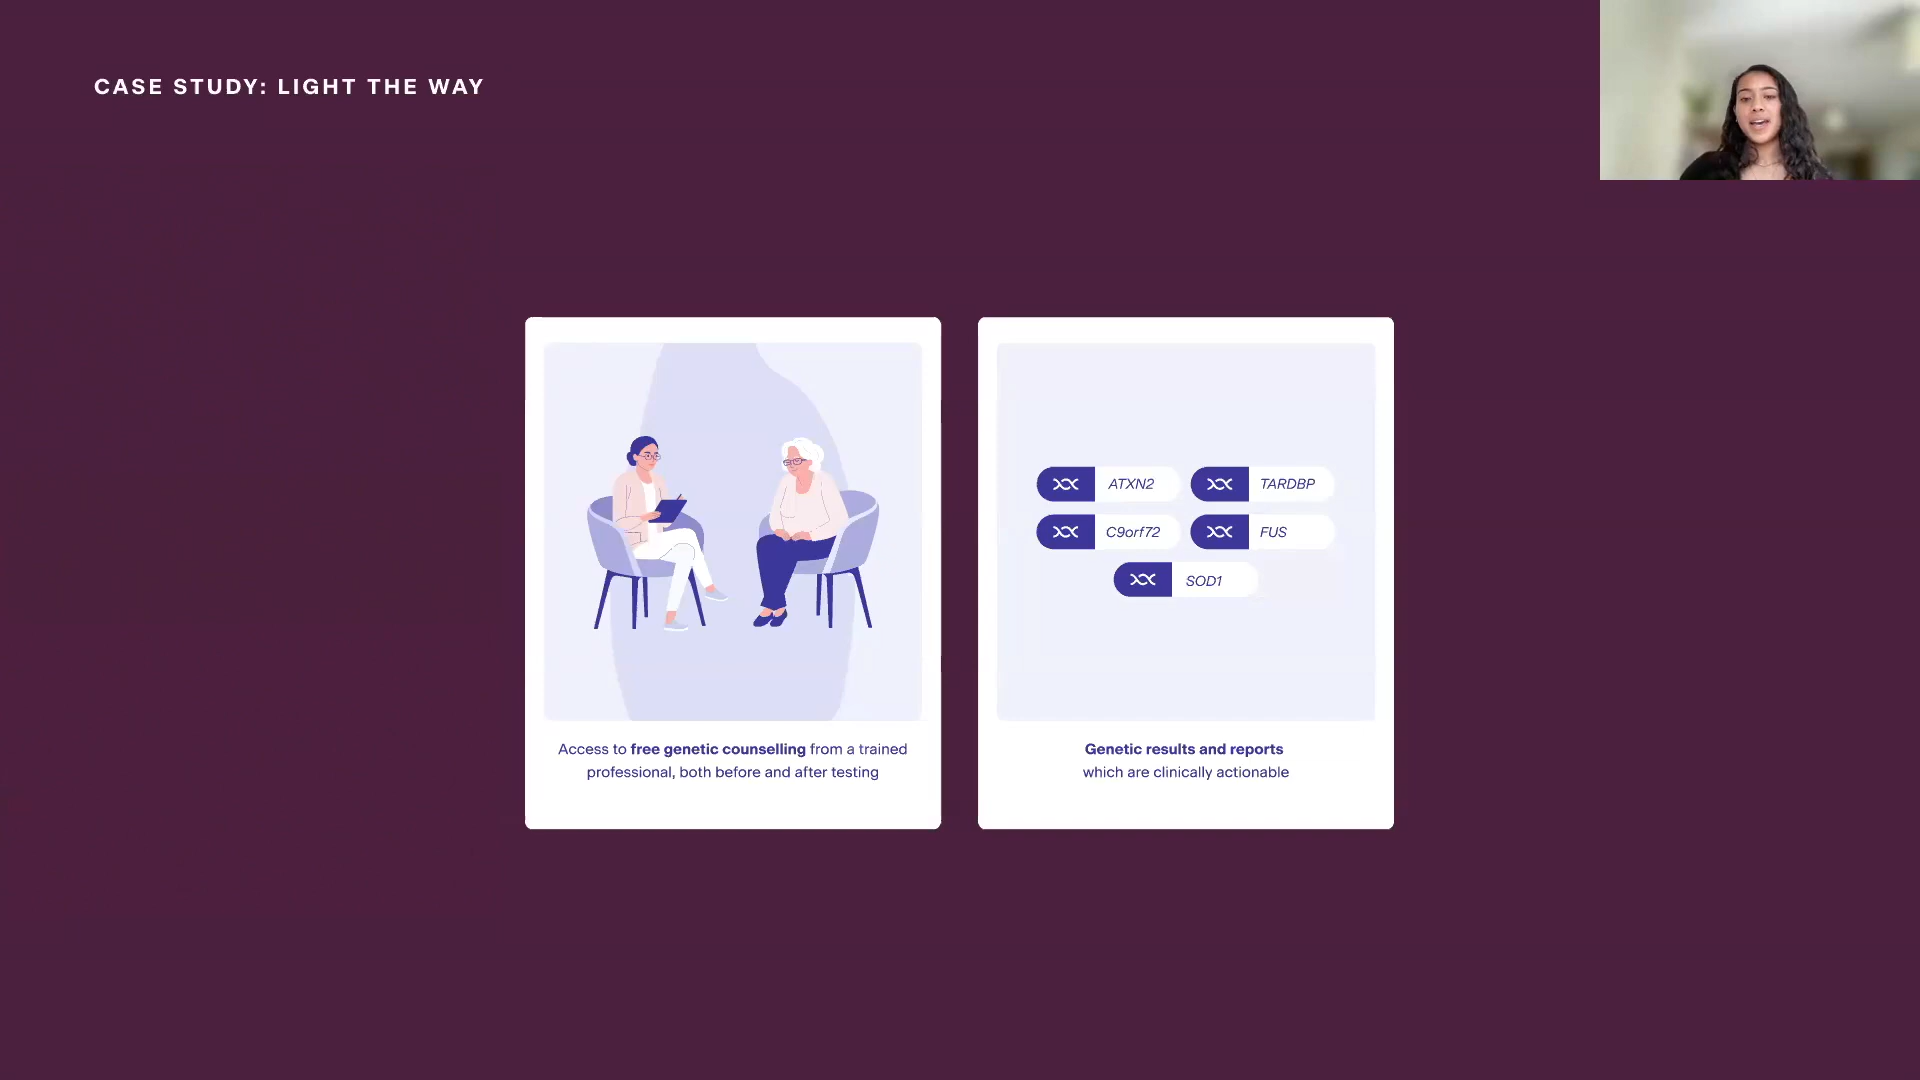 CASE STUDY: LIGHT THE WAY
Access to free genetic counselling from a trained
professional, both before and after testing
ATXN2
TARDBP
C9orf72
FUS
SOD1
Genetic results and reports
which are clinically actionable